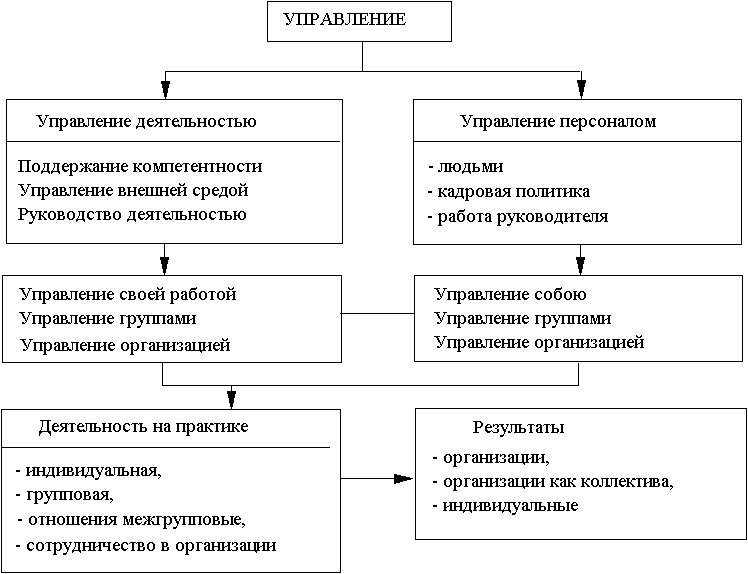 УПРАВЛЕНИЕ
Управление деятельностью
Поддержание компетентности
Управление внешней средой
Руководство деятельностью
Управление персоналом
- людьми
- кадровая политика
- работа руководителя
Управление своей работой
Управление группами
Управление организацией
Управление собою
Управление группами
Управление организацией
Деятельность на практике
- индивидуальная,
- групповая,
- отношения межгрупповые,
- сотрудничество в организации
Результаты
- организации,
- организации как коллектива,
- индивидуальные